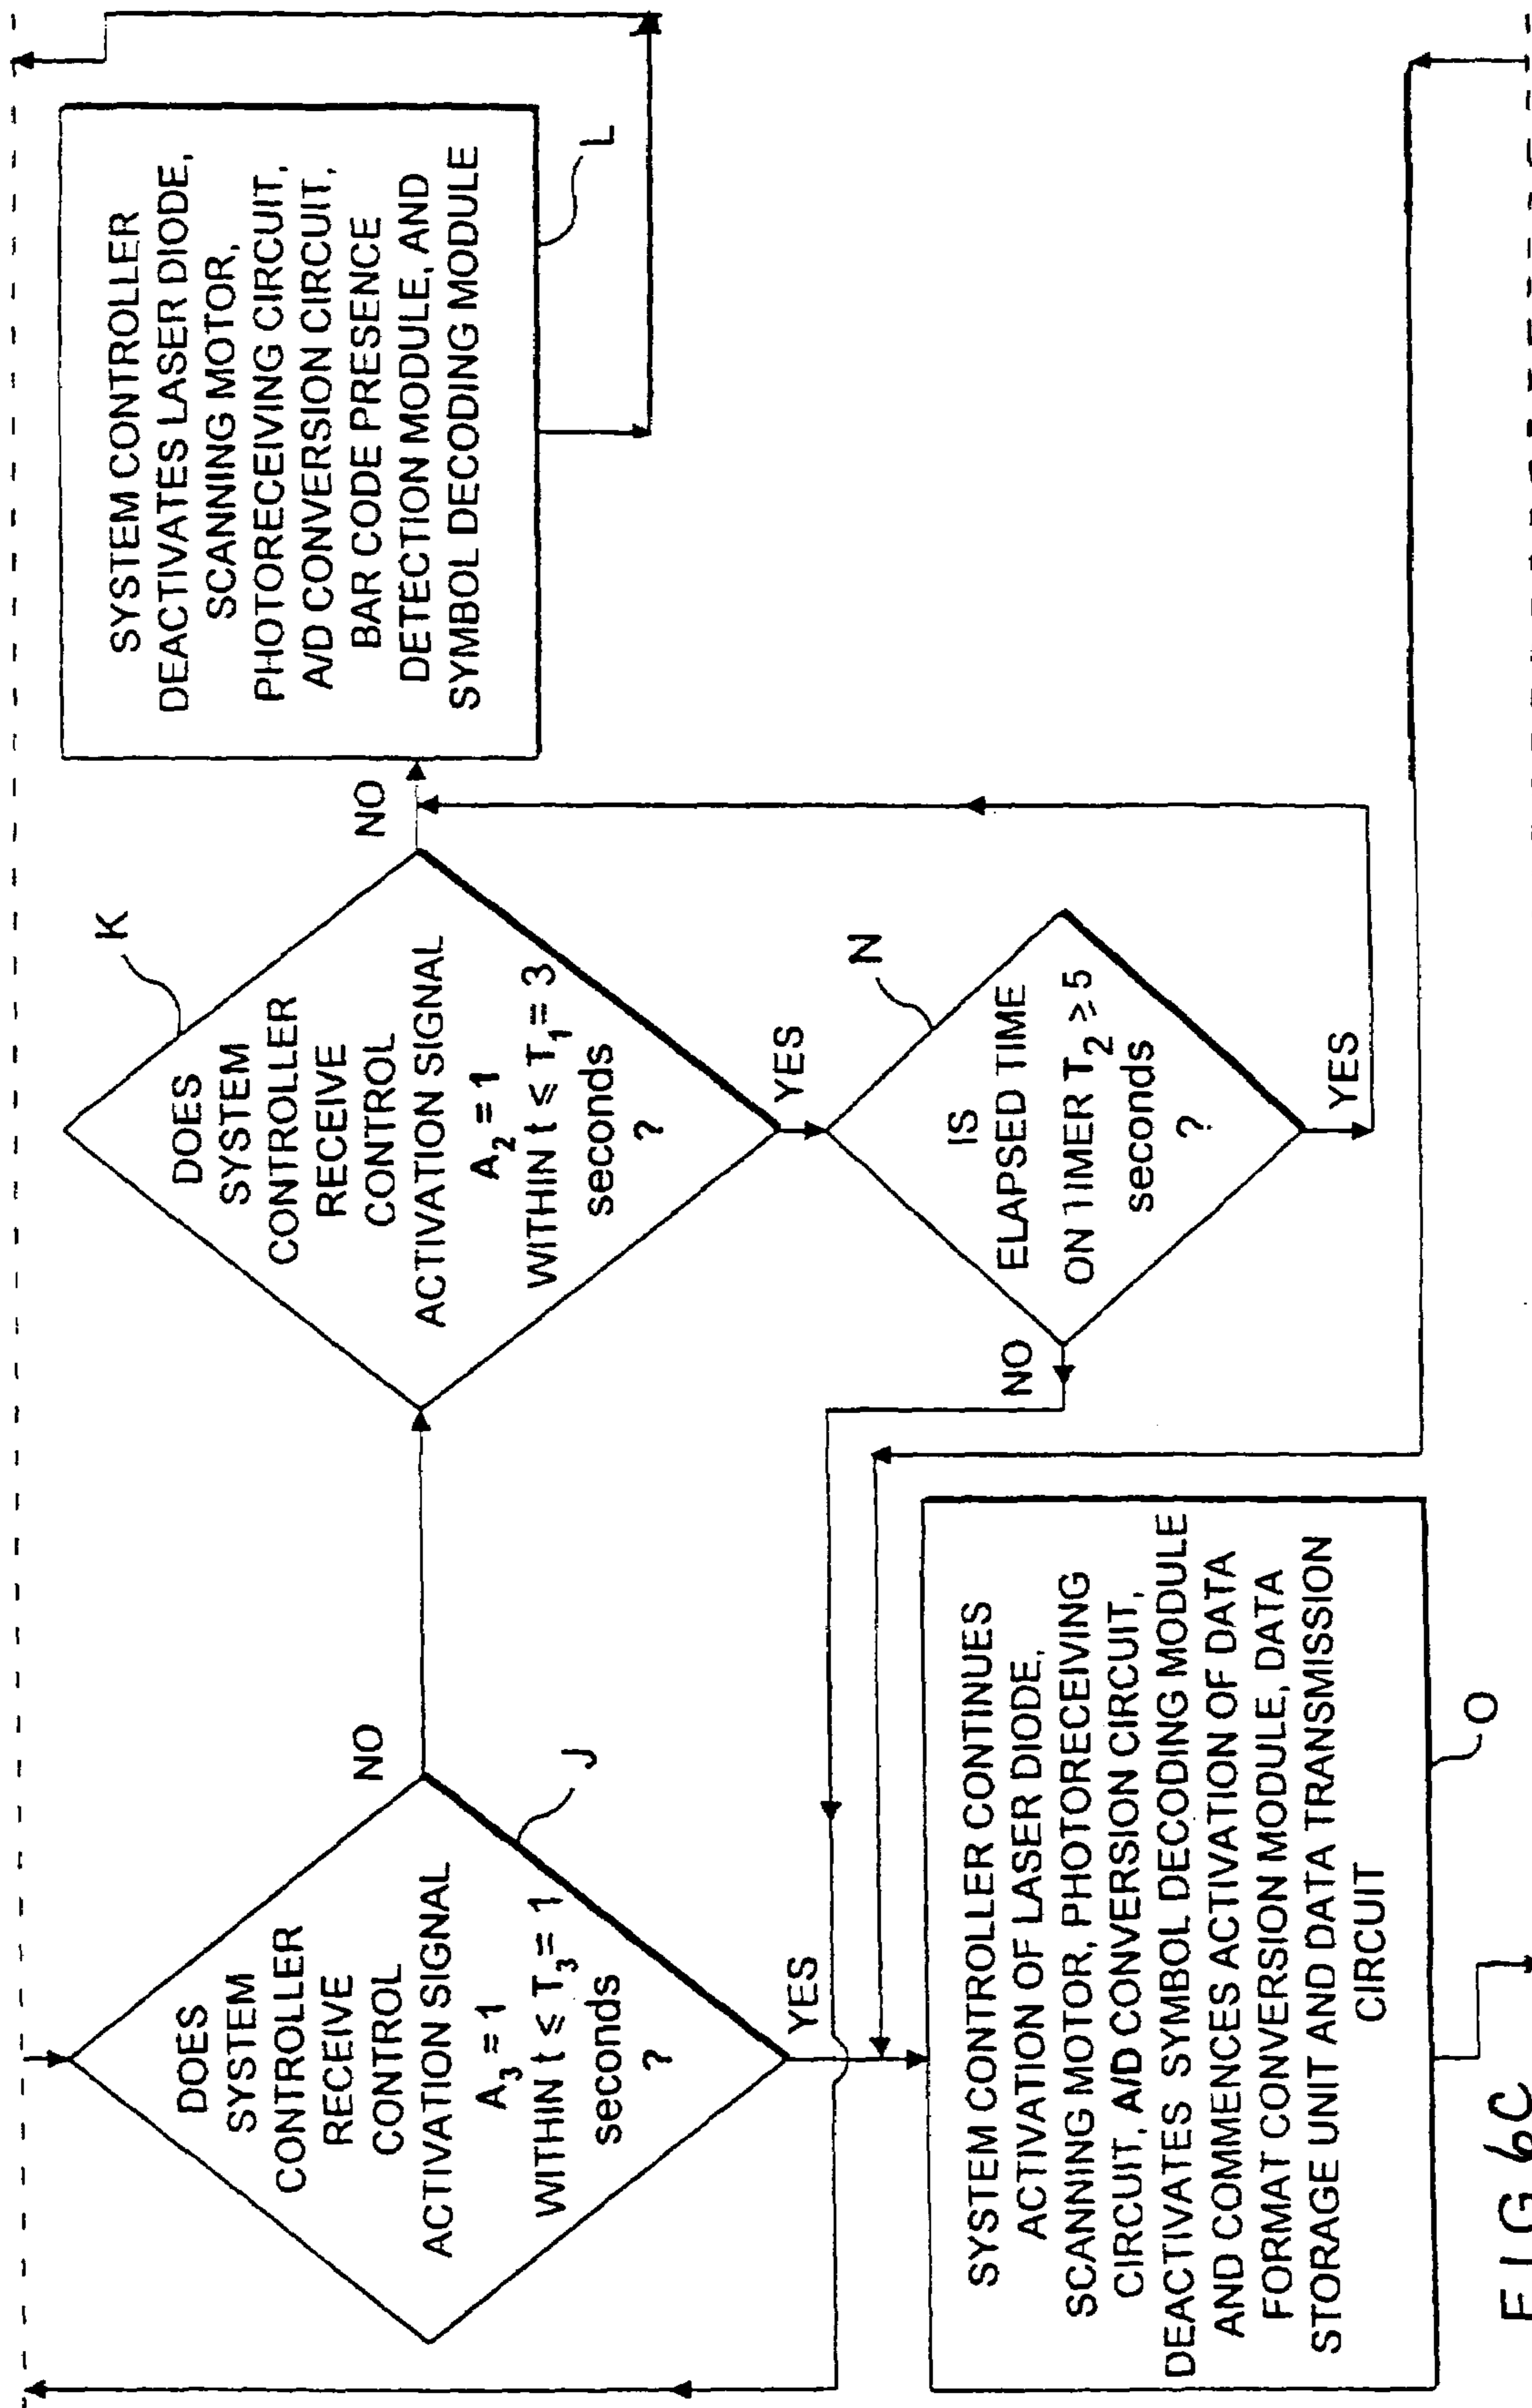 DOES
SYSTEM
CONTROLLER
RECEIVE
CONTROL
ACTIVATION SIGNAL
A₃ = 1
WITHIN t ≤ T₃ = 1
seconds
?
J
NO
YES
DOES
SYSTEM
CONTROLLER
RECEIVE
CONTROL
ACTIVATION SIGNAL
A₂ = 1
WITHIN t ≤ T₁ = 3
seconds
?
K
NO
YES
SYSTEM CONTROLLER
DEACTIVATES LASER DIODE,
SCANNING MOTOR,
PHOTORECEIVING CIRCUIT,
A/D CONVERSION CIRCUIT,
BAR CODE PRESENCE
DETECTION MODULE, AND
SYMBOL DECODING MODULE
L
IS
ELAPSED TIME
ON TIMER T₂ ≥ 5
seconds
?
N
NO
YES
SYSTEM CONTROLLER CONTINUES
ACTIVATION OF LASER DIODE,
SCANNING MOTOR, PHOTORECEIVING
CIRCUIT, A/D CONVERSION CIRCUIT,
DEACTIVATES SYMBOL DECODING MODULE
AND COMMENCES ACTIVATION OF DATA
FORMAT CONVERSION MODULE, DATA
STORAGE UNIT AND DATA TRANSMISSION
CIRCUIT
O
FIG 6C